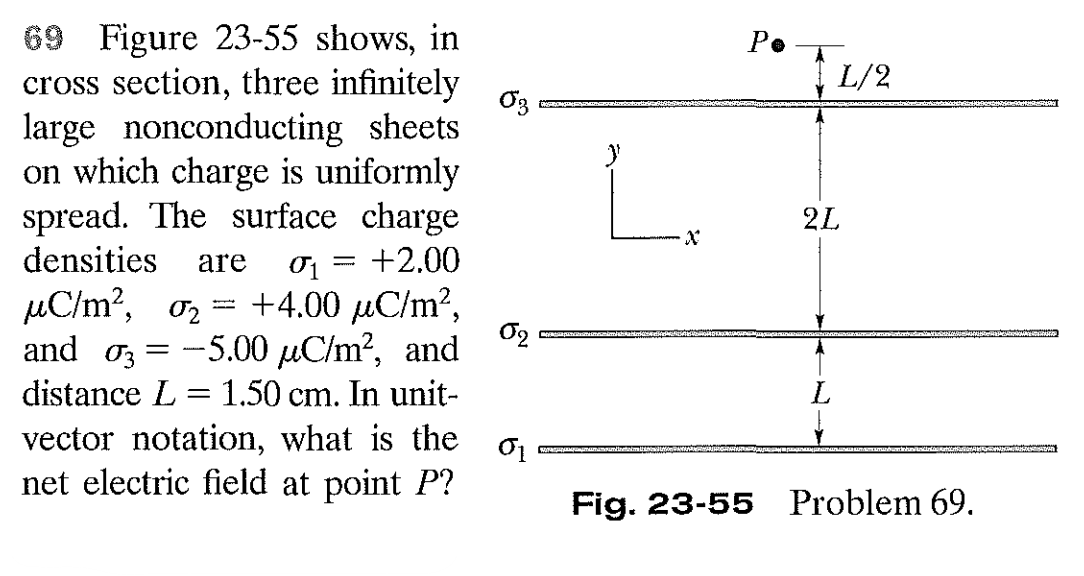 69 Figure 23-55 shows, in
cross section, three infinitely
large nonconducting sheets
on which charge is uniformly
spread. The surface charge
densities are σ₁ = +2.00
μC/m², σ₂ = +4.00 μC/m²,
and σ₃ = −5.00 μC/m², and
distance L = 1.50 cm. In unit-
vector notation, what is the
net electric field at point P?
P
L/2
σ₃
y
x
2L
σ₂
L
σ₁
Fig. 23-55 Problem 69.